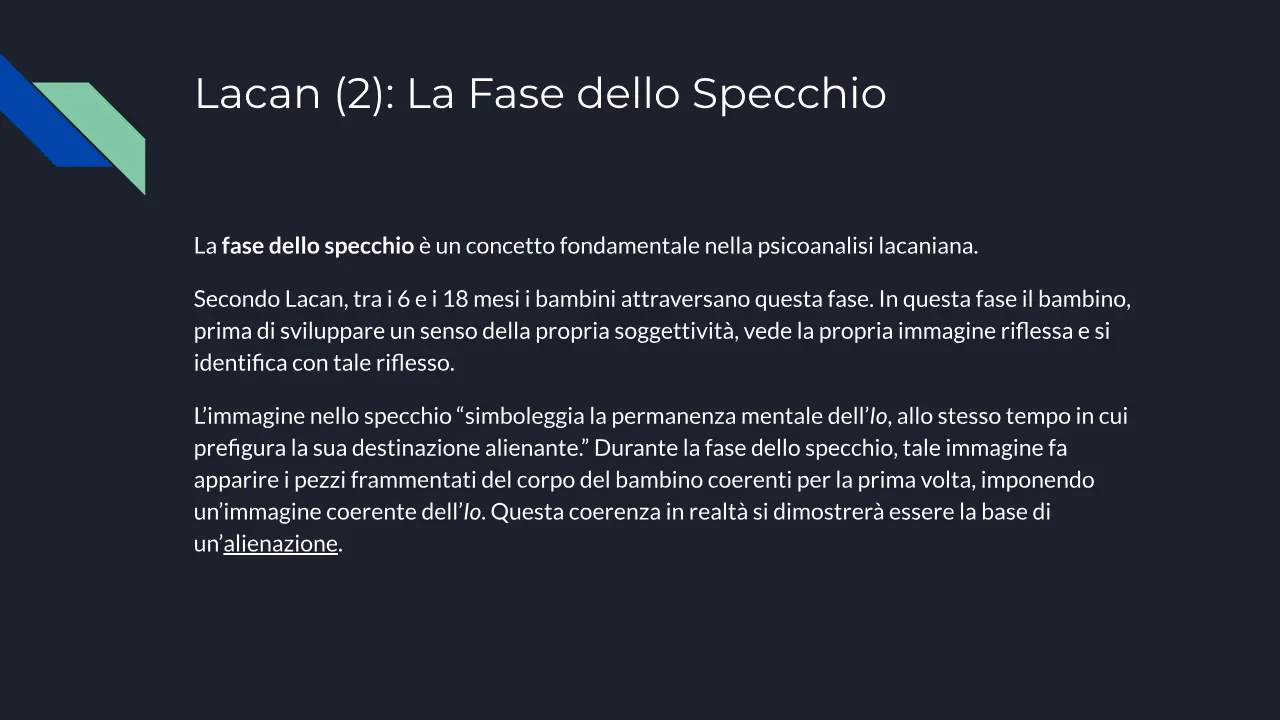 Lacan (2): La Fase dello Specchio
La fase dello specchio è un concetto fondamentale nella psicoanalisi lacaniana.
Secondo Lacan, tra i 6 e i 18 mesi i bambini attraversano questa fase. In questa fase il bambino,
prima di sviluppare un senso della propria soggettività, vede la propria immagine riflessa e si
identifica con tale riflesso.
L’immagine nello specchio “simboleggia la permanenza mentale dell’Io, allo stesso tempo in cui
prefigura la sua destinazione alienante.” Durante la fase dello specchio, tale immagine fa
apparire i pezzi frammentati del corpo del bambino coerenti per la prima volta, imponendo
un’immagine coerente dell’Io. Questa coerenza in realtà si dimostrerà essere la base di
un’alienazione.